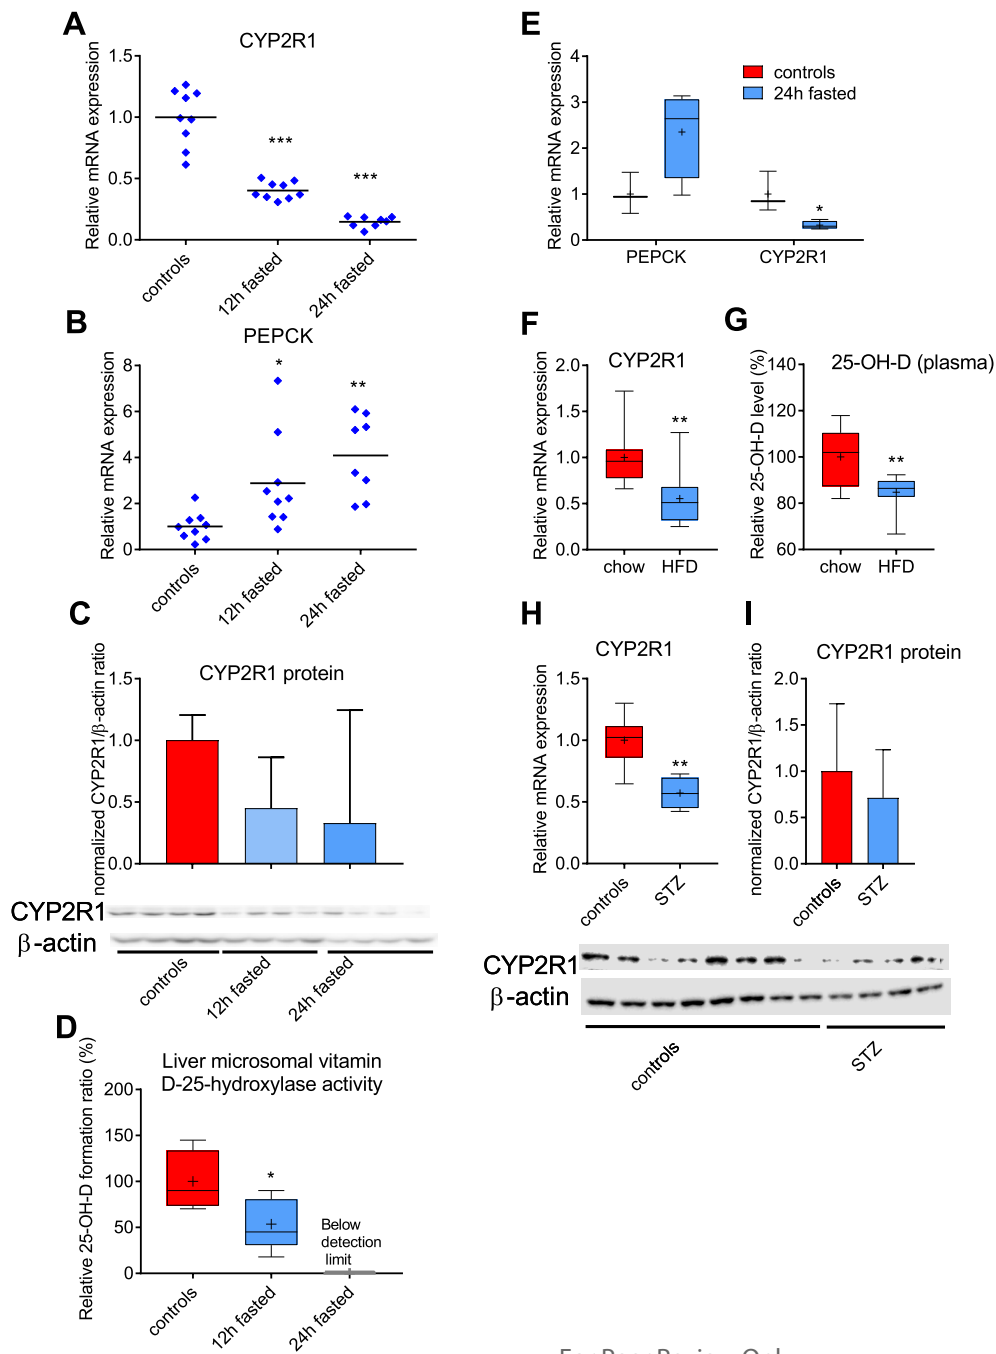 A
CYP2R1
Relative mRNA expression
1.5
1.0
0.5
0.0
***
***
controls
12h fasted
24h fasted
B
PEPCK
Relative mRNA expression
8
6
4
2
0
*
**
controls
12h fasted
24h fasted
C
CYP2R1 protein
normalized CYP2R1/β-actin ratio
1.5
1.0
0.5
0.0
CYP2R1
β-actin
controls
12h fasted
24h fasted
D
Liver microsomal vitamin
D-25-hydroxylase activity
Relative 25-OH-D formation ratio (%)
200
150
100
50
0
*
Below
detection
limit
controls
12h fasted
24h fasted
E
Relative mRNA expression
4
3
2
1
0
controls
24h fasted
*
PEPCK CYP2R1
F
CYP2R1
Relative mRNA expression
2.0
1.5
1.0
0.5
0.0
**
chow HFD
G
25-OH-D (plasma)
Relative 25-OH-D level (%)
140
120
100
80
60
**
chow HFD
H
CYP2R1
Relative mRNA expression
1.5
1.0
0.5
0.0
**
controls
STZ
I
CYP2R1 protein
normalized CYP2R1/β-actin ratio
2.0
1.5
1.0
0.5
0.0
controls
STZ
CYP2R1
β-actin
controls
STZ